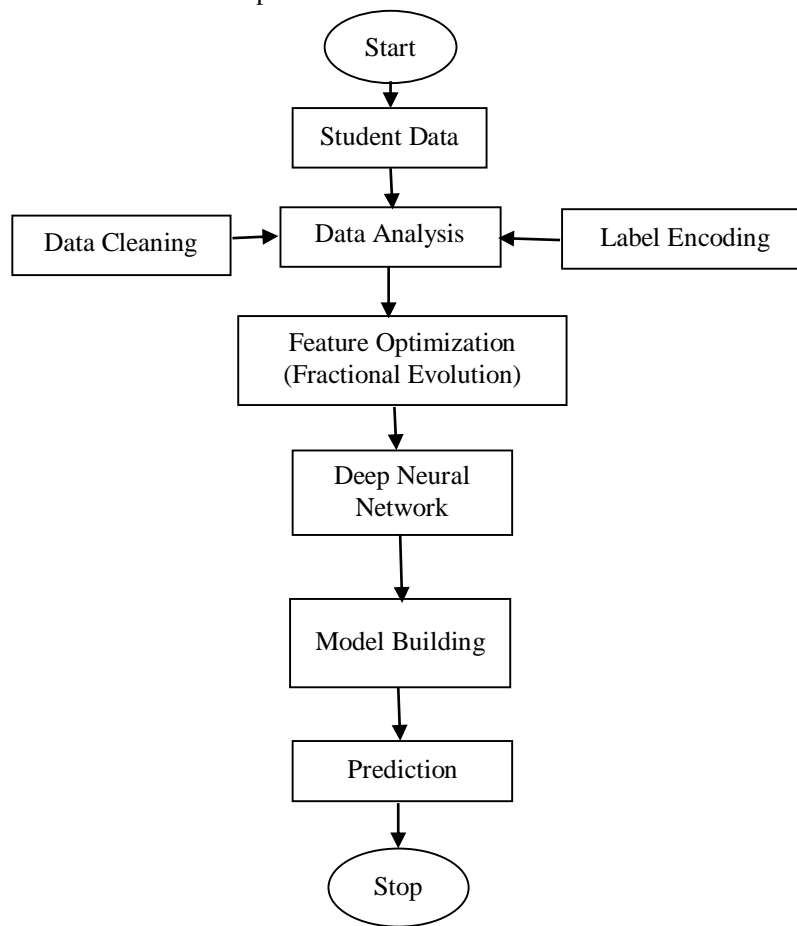 Start
Student Data
Data Cleaning
Data Analysis
Label Encoding
Feature Optimization
(Fractional Evolution)
Deep Neural
Network
Model Building
Prediction
Stop